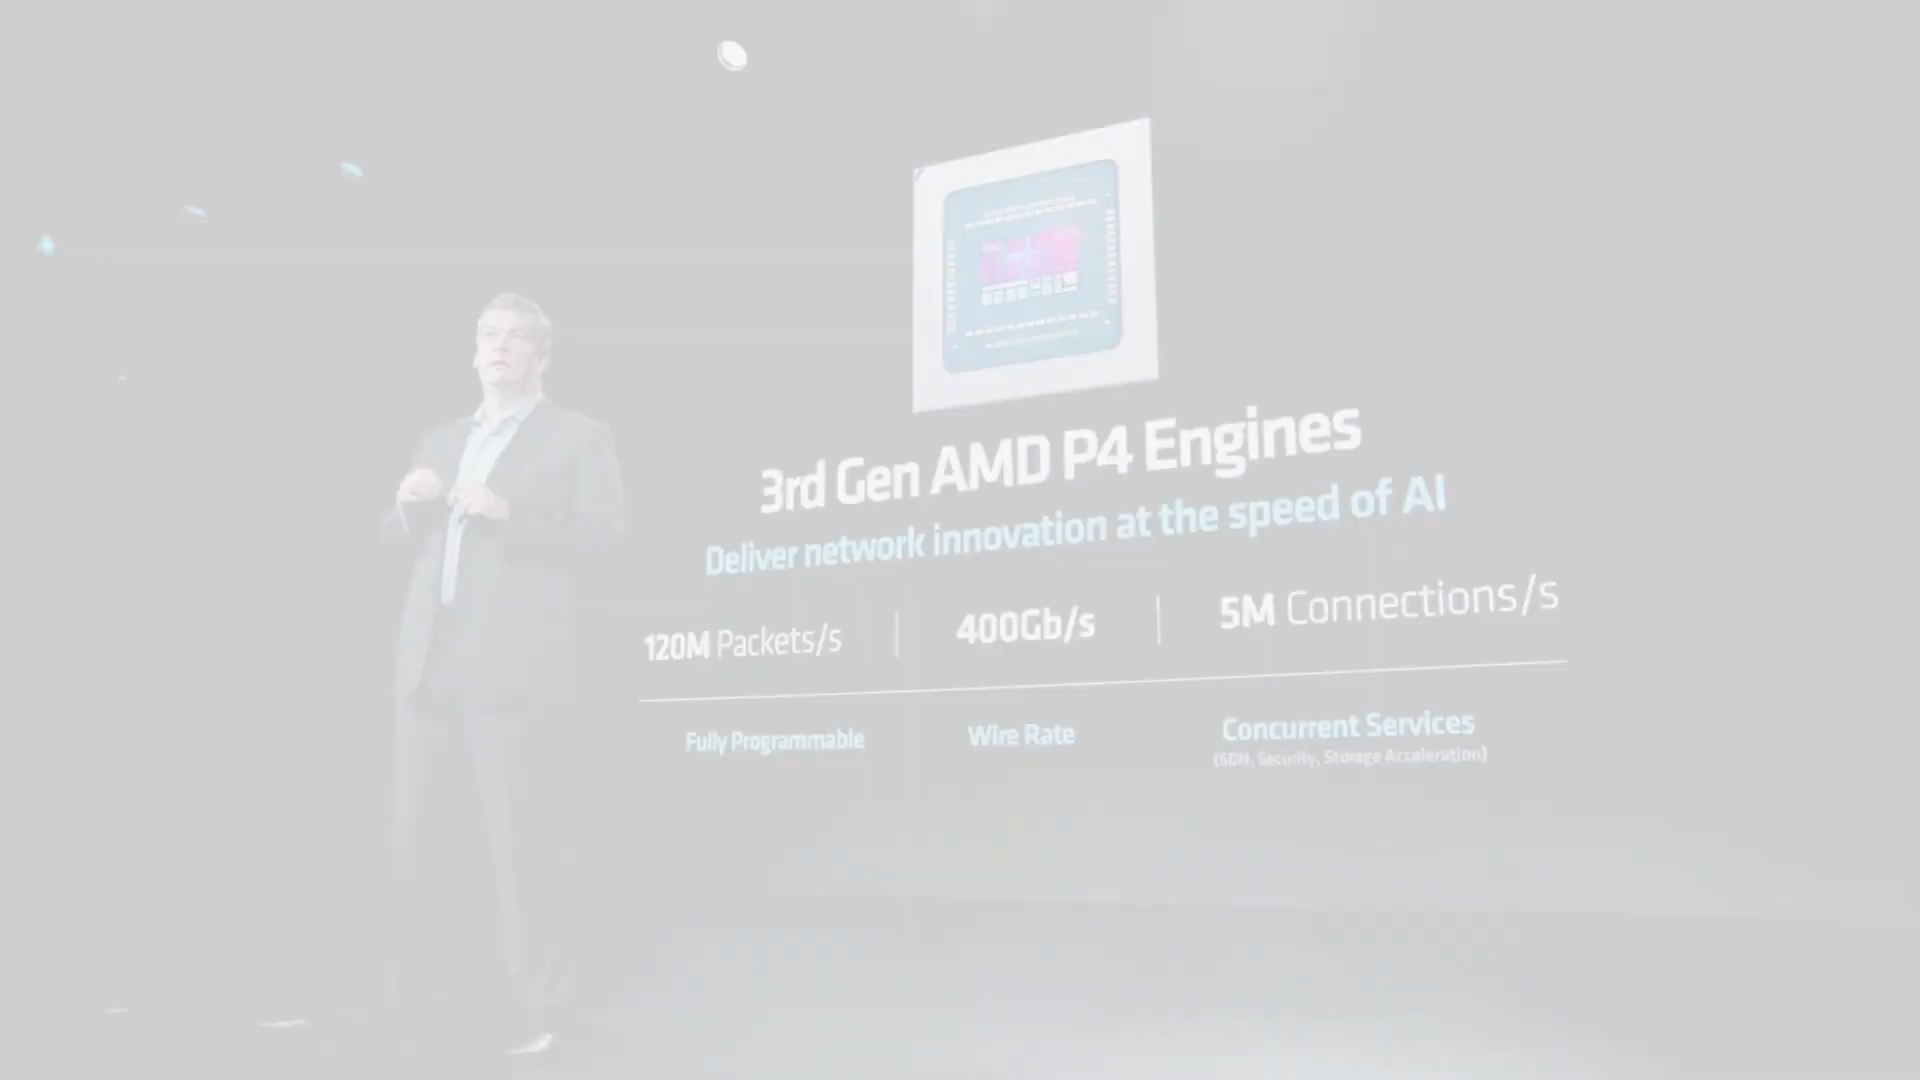 3rd Gen AMD P4 Engines
Deliver network innovation at the speed of AI
120M Packets/s
400Gb/s
5M Connections/s
Fully Programmable
Wire Rate
Concurrent Services
(SDN, Security, Storage Acceleration)